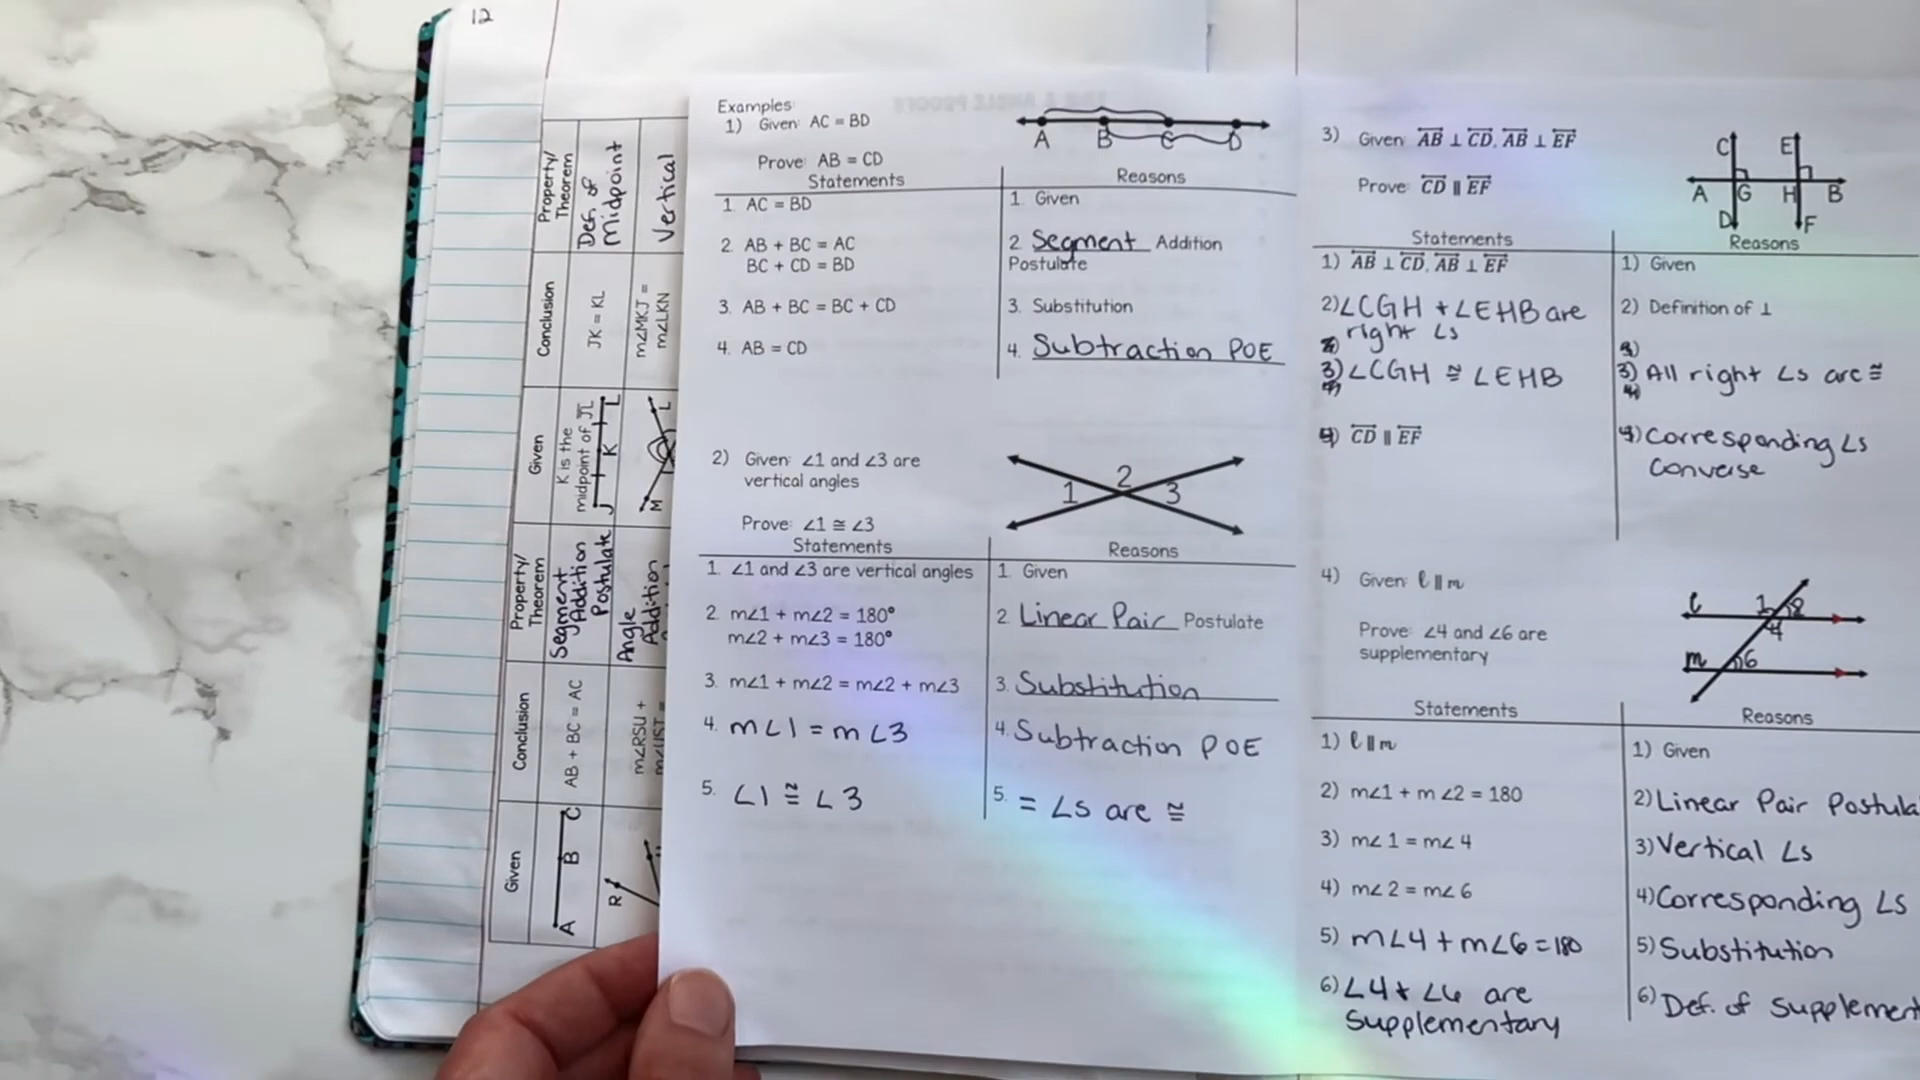 12
Property/
Theorem
Def. of
Midpoint
Vertical
Conclusion
JK = KL
m∠MKJ =
m∠LKN
Given
K is the
midpoint of JL
J K L
M L
Property/
Theorem
Segment
Addition
Postulate
Angle
Addition
Conclusion
AB + BC = AC
m∠RSU +
Given
A B C
R
Examples:
1) Given: AC = BD
A B C D
Prove: AB = CD
Statements Reasons
1. AC = BD 1. Given
2. AB + BC = AC 2. Segment Addition
BC + CD = BD Postulate
3. AB + BC = BC + CD 3. Substitution
4. AB = CD 4. Subtraction POE
2) Given: ∠1 and ∠3 are
vertical angles
1 2 3
Prove: ∠1 ≅ ∠3
Statements Reasons
1. ∠1 and ∠3 are vertical angles 1. Given
2. m∠1 + m∠2 = 180° 2. Linear Pair Postulate
m∠2 + m∠3 = 180°
3. m∠1 + m∠2 = m∠2 + m∠3 3. Substitution
4. m∠1 = m∠3 4. Subtraction POE
5. ∠1 ≅ ∠3 5. = ∠s are ≅
3) Given: AB ⊥ CD, AB ⊥ EF
Prove: CD ∥ EF
C E
A G H B
D F
Statements Reasons
1) AB ⊥ CD, AB ⊥ EF 1) Given
2) ∠CGH + ∠EHB are 2) Definition of ⊥
right ∠s
3) ∠CGH ≅ ∠EHB 3) All right ∠s are ≅
4) CD ∥ EF 4) Corresponding ∠s
Converse
4) Given: ℓ ∥ m
Prove: ∠4 and ∠6 are
supplementary
ℓ 1 2
4
m 6
Statements Reasons
1) ℓ ∥ m 1) Given
2) m∠1 + m∠2 = 180 2) Linear Pair Postula
3) m∠1 = m∠4 3) Vertical ∠s
4) m∠2 = m∠6 4) Corresponding ∠s
5) m∠4 + m∠6 = 180 5) Substitution
6) ∠4 + ∠6 are 6) Def. of Supplement
Supplementary